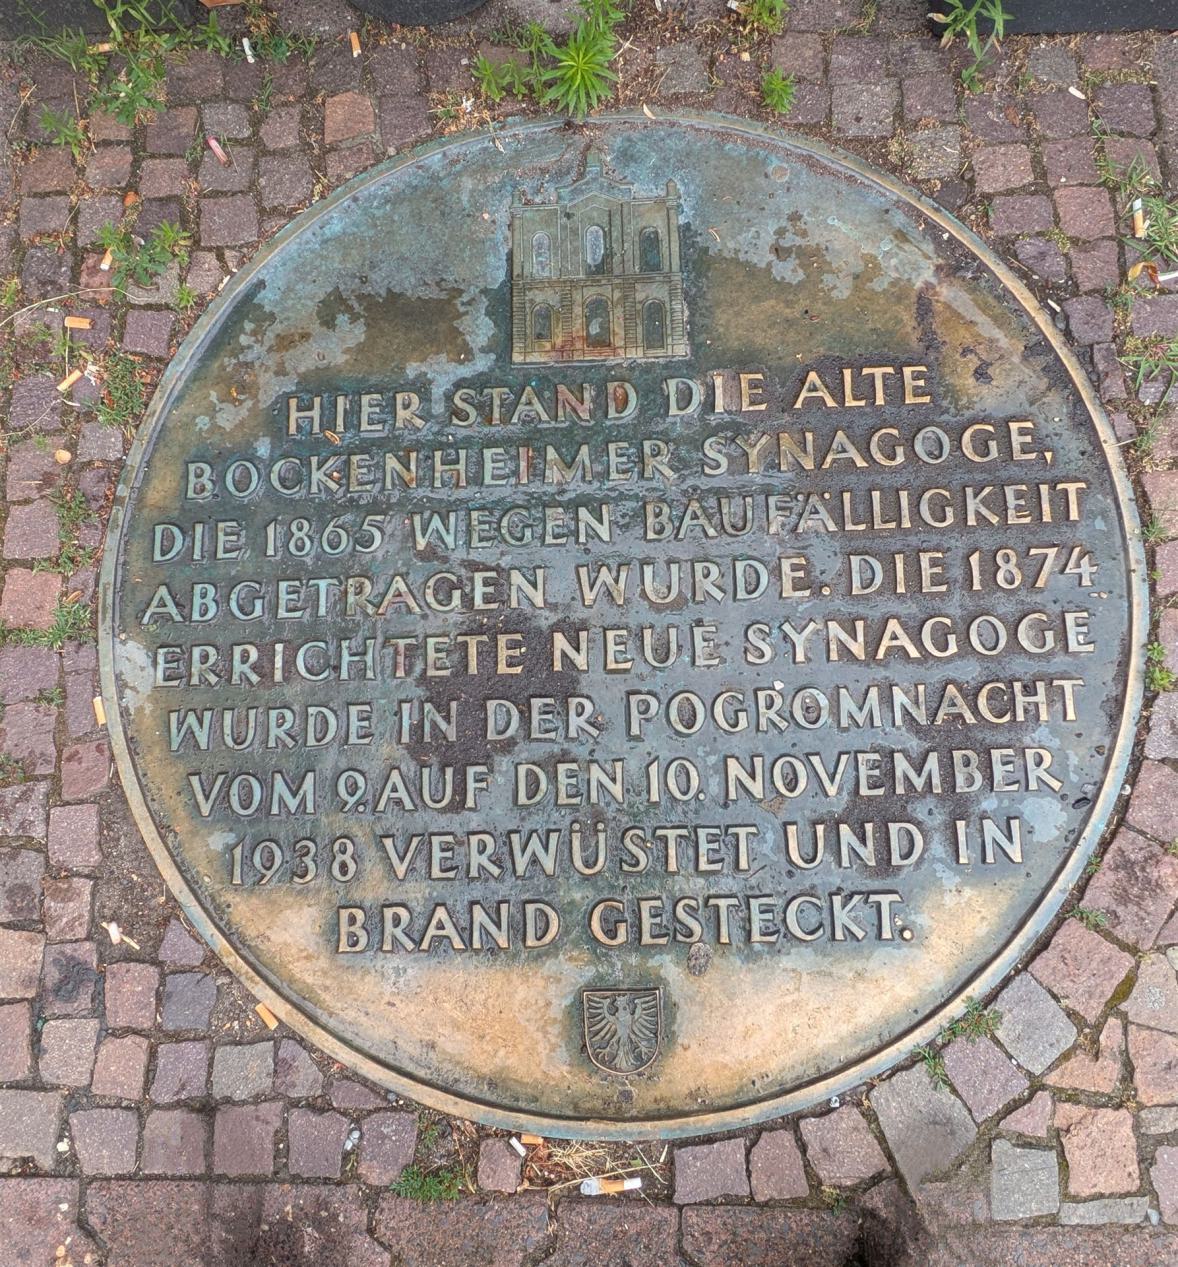 HIER STAND DIE ALTE
BOCKENHEIMER SYNAGOGE,
DIE 1865 WEGEN BAUFÄLLIGKEIT
ABGETRAGEN WURDE. DIE 1874
ERRICHTETE NEUE SYNAGOGE
WURDE IN DER POGROMNACHT
VOM 9. AUF DEN 10. NOVEMBER
1938 VERWÜSTET UND IN
BRAND GESTECKT.